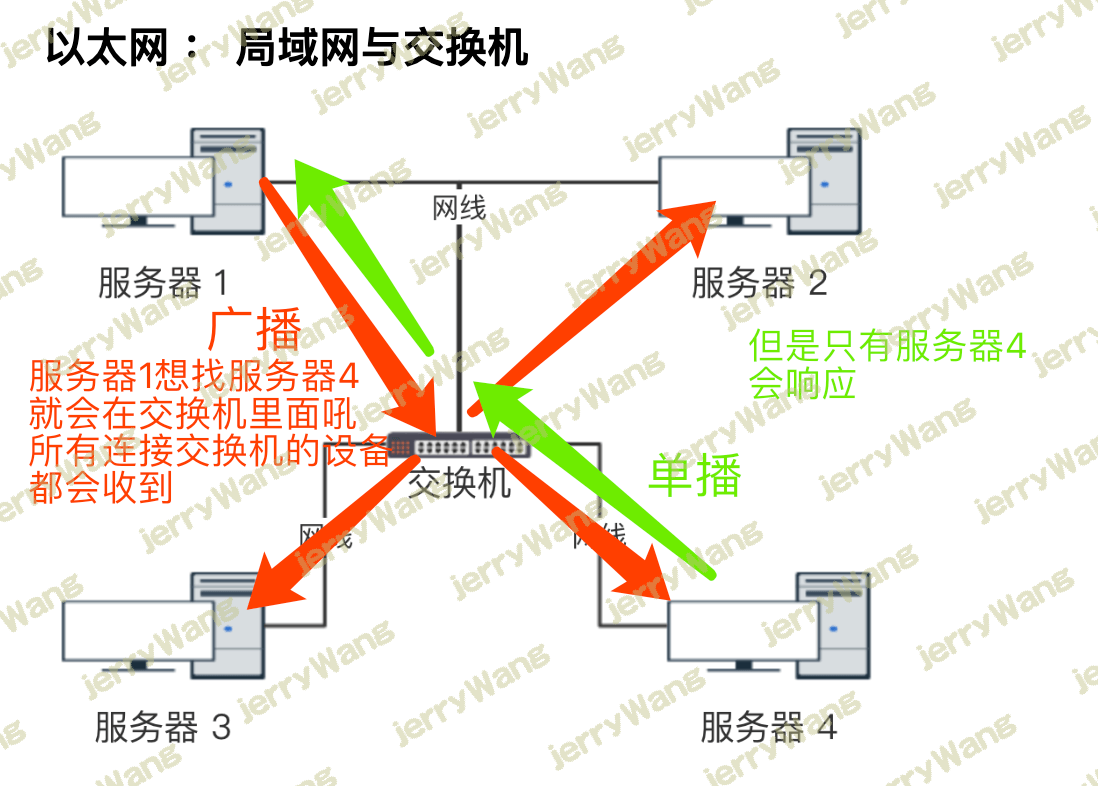 以太网： 局域网与交换机
网线
服务器 1
服务器 2
广播
服务器1想找服务器4
就会在交换机里面吼
所有连接交换机的设备
都会收到
但是只有服务器4
会响应
单播
交换机
网线
网线
服务器 3
服务器 4
jerryWang